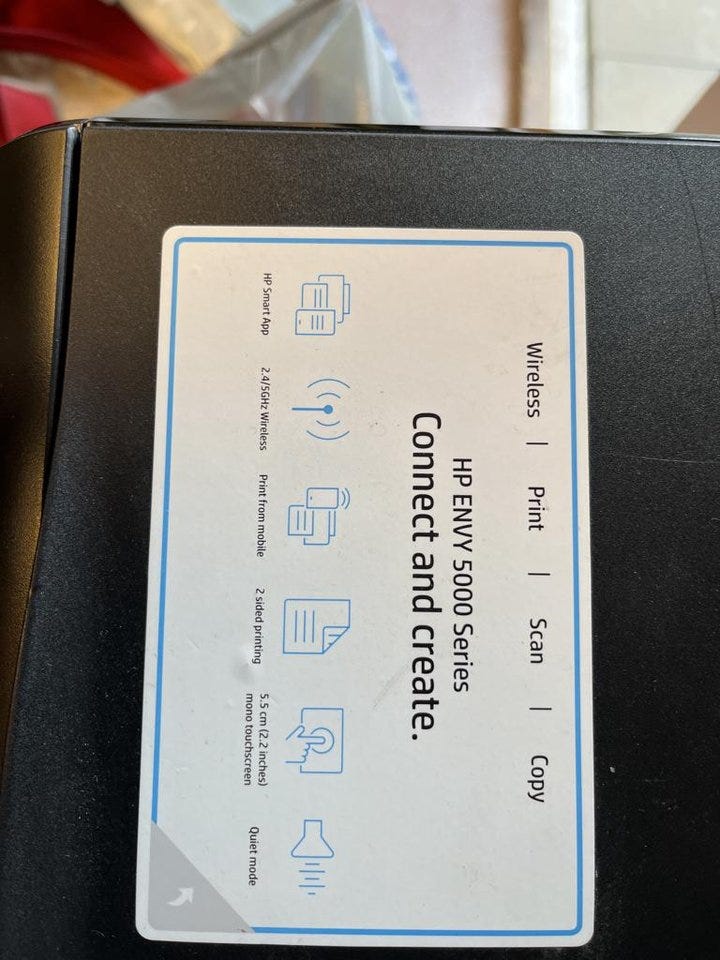 Wireless | Print | Scan | Copy
HP ENVY 5000 Series
Connect and create.
HP Smart App
2.4/5GHz Wireless
Print from mobile
2 sided printing
5.5 cm (2.2 inches)
mono touchscreen
Quiet mode